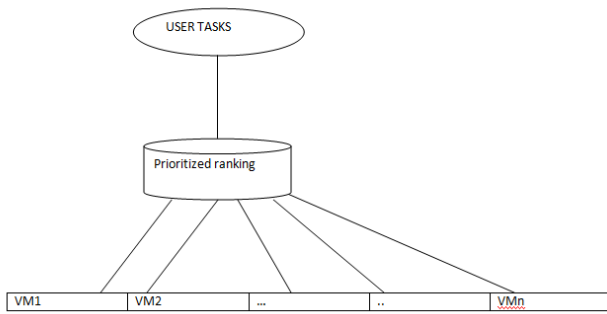 USER TASKS
Prioritized ranking
VM1 VM2 ... .. VMn